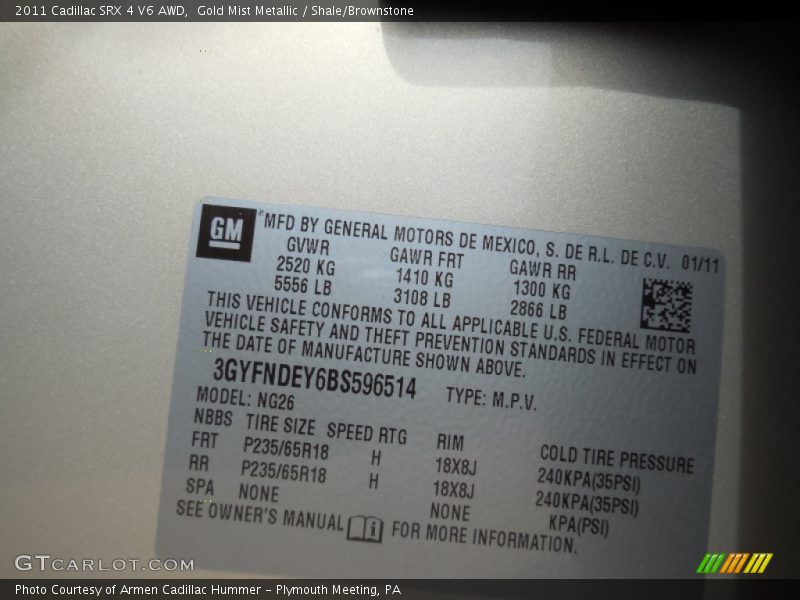 2011 Cadillac SRX 4 V6 AWD,  Gold Mist Metallic / Shale/Brownstone
GM
®MFD BY GENERAL MOTORS DE MEXICO, S. DE R.L. DE C.V. 01/11
GVWR GAWR FRT GAWR RR
2520 KG 1410 KG 1300 KG
5556 LB 3108 LB 2866 LB
THIS VEHICLE CONFORMS TO ALL APPLICABLE U.S. FEDERAL MOTOR
VEHICLE SAFETY AND THEFT PREVENTION STANDARDS IN EFFECT ON
THE DATE OF MANUFACTURE SHOWN ABOVE.
3GYFNDEY6BS596514 TYPE: M.P.V.
MODEL: NG26
NBBS TIRE SIZE SPEED RTG RIM COLD TIRE PRESSURE
FRT P235/65R18 H 18X8J 240KPA(35PSI)
RR P235/65R18 H 18X8J 240KPA(35PSI)
SPA NONE NONE KPA(PSI)
SEE OWNER'S MANUAL i FOR MORE INFORMATION.
GTCARLOT.COM
Photo Courtesy of Armen Cadillac Hummer - Plymouth Meeting, PA